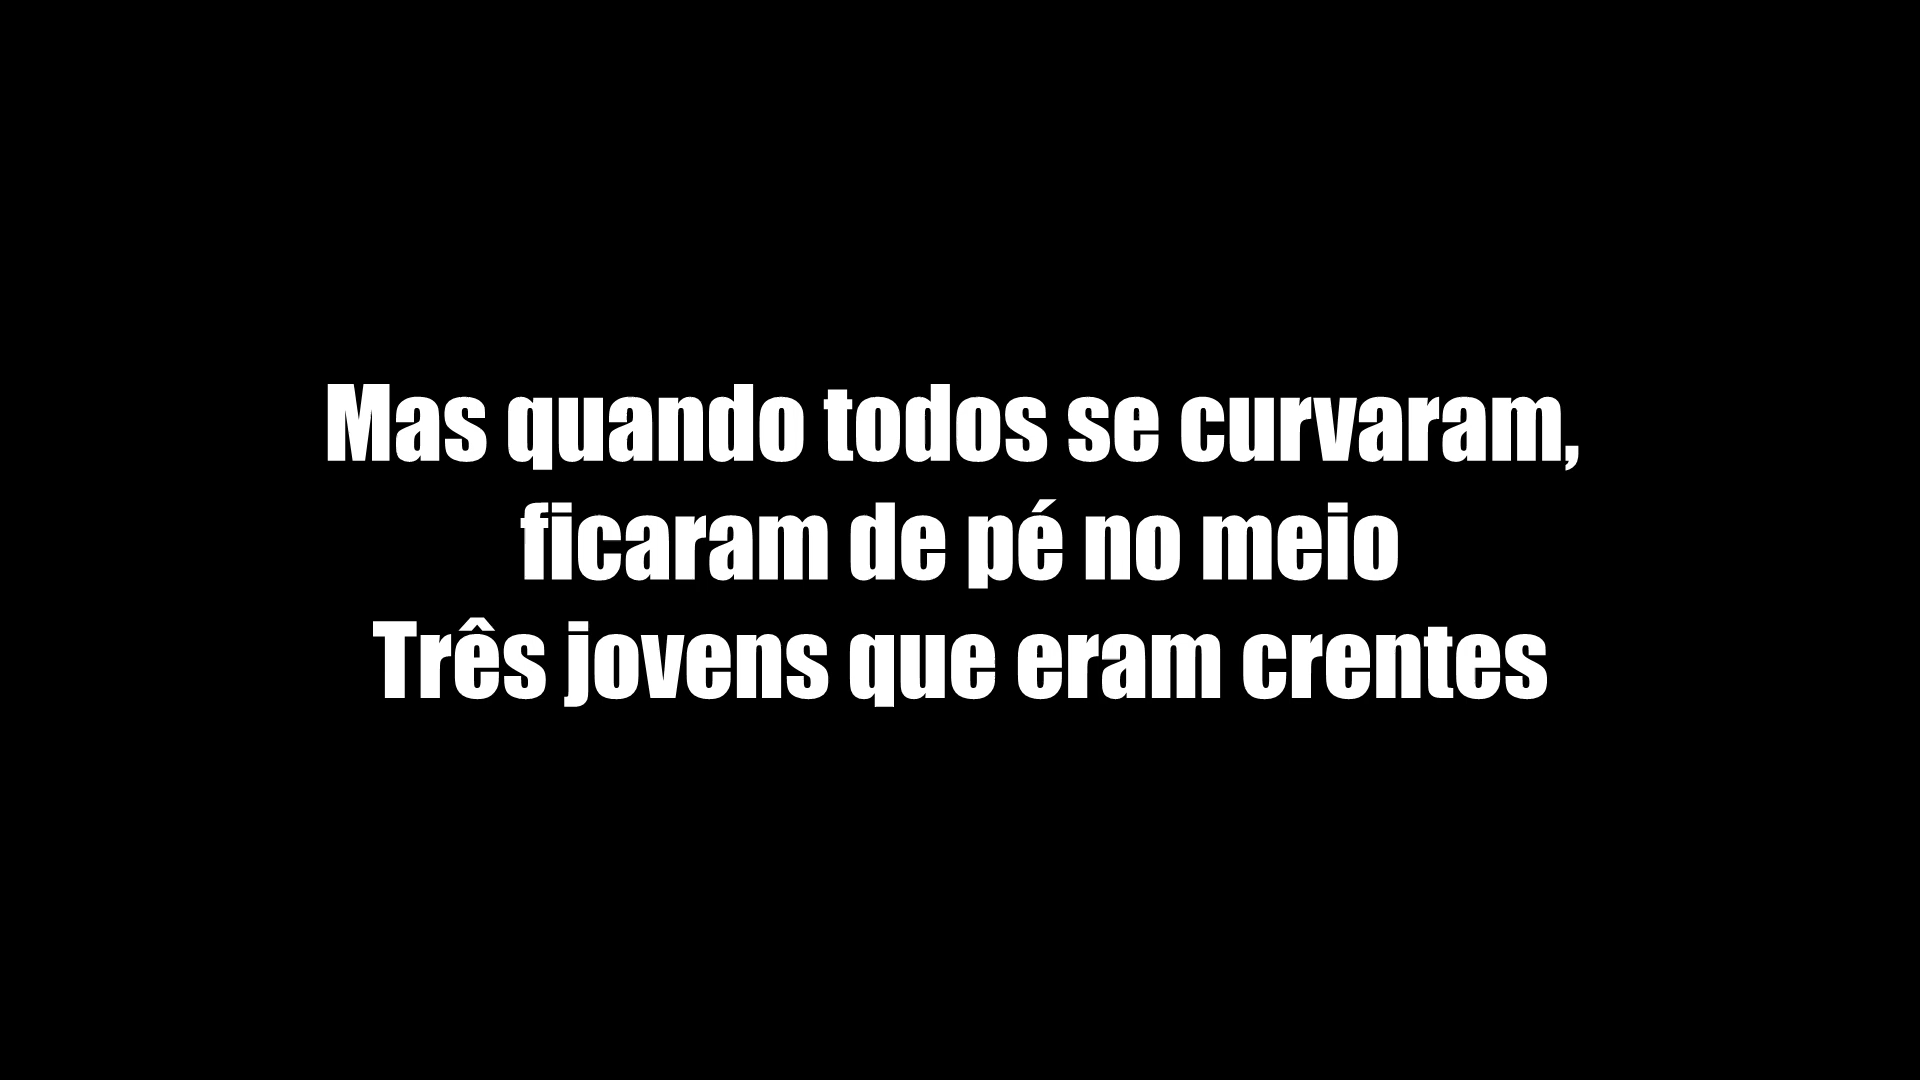 Mas quando todos se curvaram,
ficaram de pé no meio
Três jovens que eram crentes